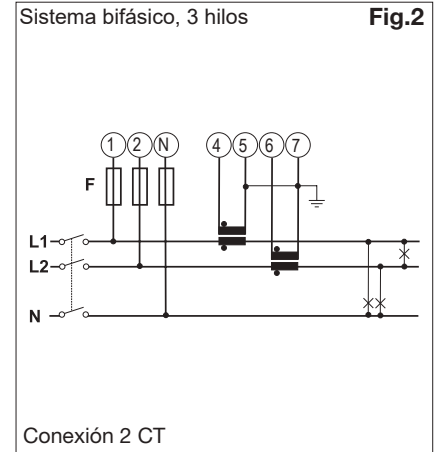 Sistema bifásico, 3 hilos Fig.2
1 2 N 4 5 6 7
F
L1
L2
N
Conexión 2 CT